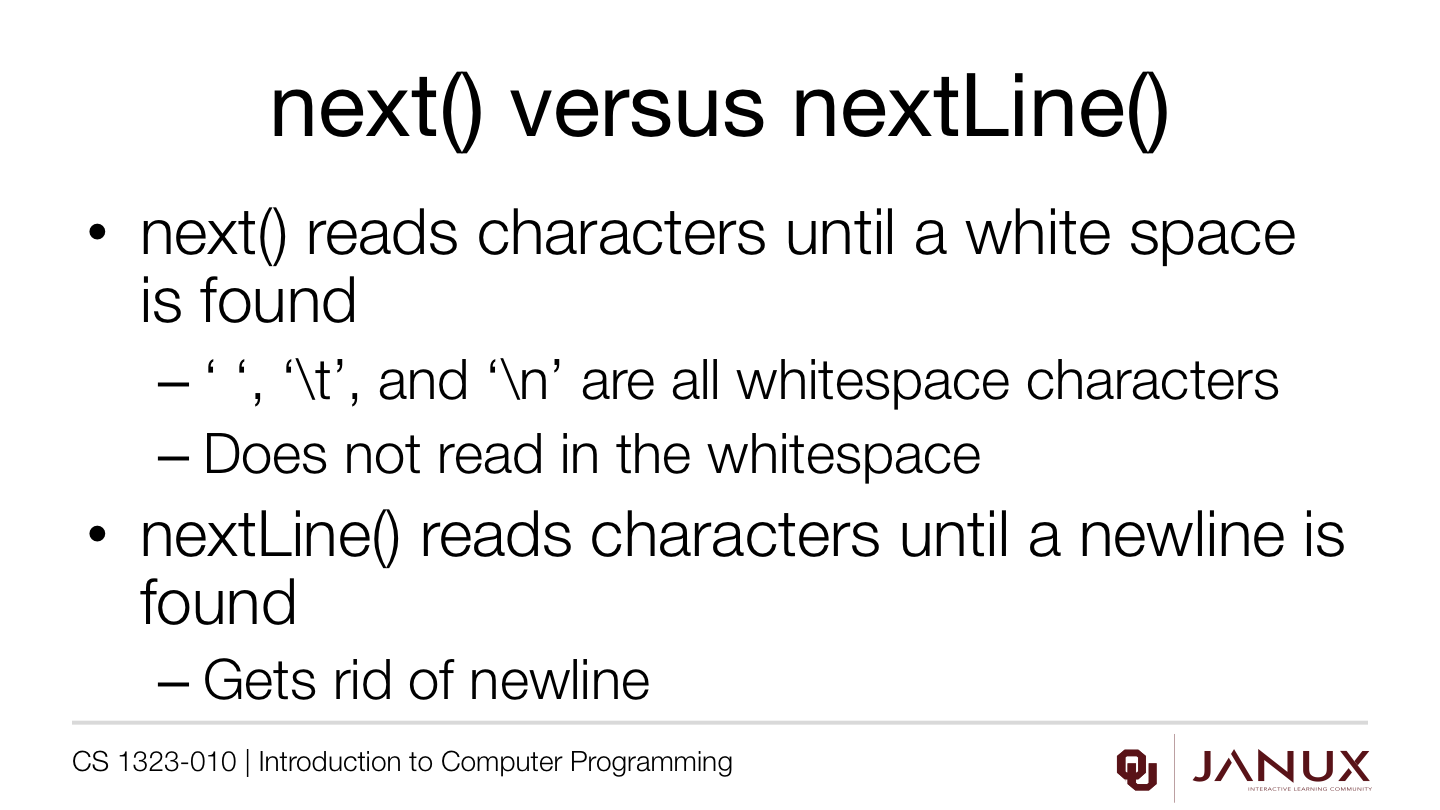 next() versus nextLine()
• next() reads characters until a white space
is found
– ‘ ‘, ‘\t’, and ‘\n’ are all whitespace characters
– Does not read in the whitespace
• nextLine() reads characters until a newline is
found
– Gets rid of newline
CS 1323-010 | Introduction to Computer Programming
OU
JANUX
INTERACTIVE LEARNING COMMUNITY